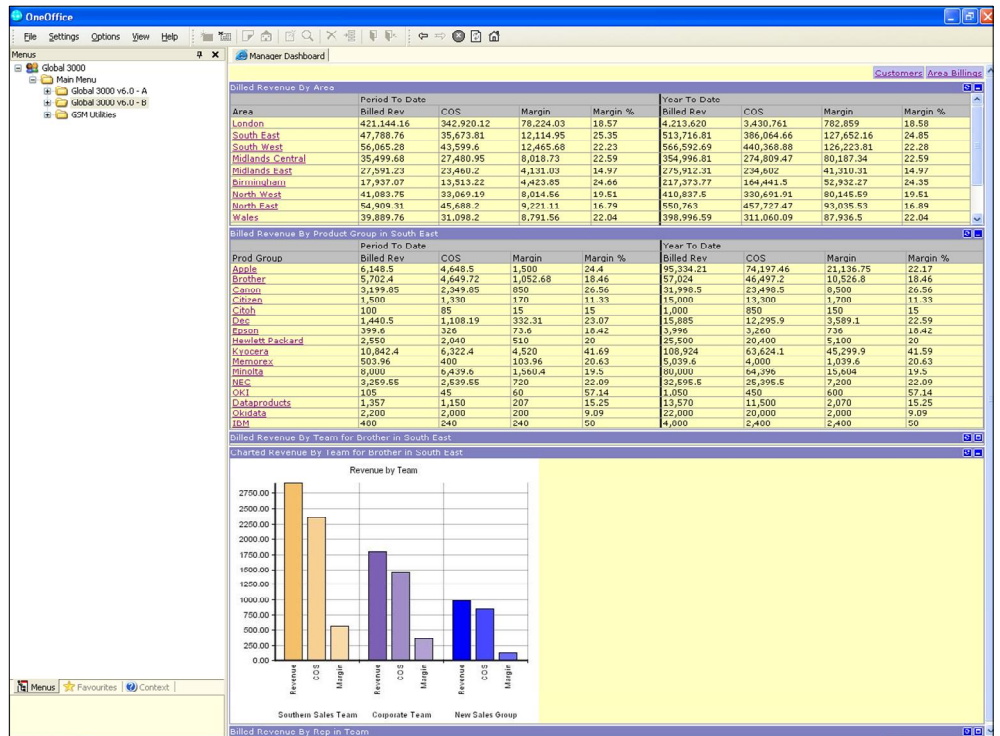 OneOffice
File Settings Options View Help
Menus
Manager Dashboard
Global 3000
Main Menu
Global 3000 v6.0 - A
Global 3000 v6.0 - B
GSM Utilities
Customers Area Billings
Billed Revenue By Area
Period To Date Year To Date
Area Billed Rev COS Margin Margin % Billed Rev COS Margin Margin %
London 421,144.16 342,920.12 78,224.03 18.57 4,213,620 3,430,761 782,859 18.58
South East 47,788.76 35,673.81 12,114.95 25.35 513,716.81 386,064.66 127,652.16 24.85
South West 56,065.28 43,599.6 12,465.68 22.23 566,592.69 440,368.88 126,223.81 22.28
Midlands Central 35,499.68 27,480.95 8,018.73 22.59 354,996.81 274,809.47 80,187.34 22.59
Midlands East 27,591.23 23,460.2 4,131.03 14.97 275,912.31 234,602 41,310.31 14.97
Birmingham 17,937.07 13,513.22 4,423.85 24.66 217,373.77 164,441.5 52,932.27 24.35
North West 41,083.75 33,069.19 8,014.56 19.51 410,837.5 330,691.91 80,145.59 19.51
North East 54,909.31 45,688.2 9,221.11 16.79 550,763 457,727.47 93,035.53 16.89
Wales 39,889.76 31,098.2 8,791.56 22.04 398,996.59 311,060.09 87,936.5 22.04
Billed Revenue By Product Group in South East
Period To Date Year To Date
Prod Group Billed Rev COS Margin Margin % Billed Rev COS Margin Margin %
Apple 6,148.5 4,648.5 1,500 24.4 95,334.21 74,197.46 21,136.75 22.17
Brother 5,702.4 4,649.72 1,052.68 18.46 57,024 46,497.2 10,526.8 18.46
Canon 3,199.85 2,349.85 850 26.56 31,998.5 23,498.5 8,500 26.56
Citizen 1,500 1,330 170 11.33 15,000 13,300 1,700 11.33
Citoh 100 85 15 15 1,000 850 150 15
Dec 1,440.5 1,108.19 332.31 23.07 15,885 12,295.9 3,589.1 22.59
Epson 399.6 326 73.6 18.42 3,996 3,260 736 18.42
Hewlett Packard 2,550 2,040 510 20 25,500 20,400 5,100 20
Kyocera 10,842.4 6,322.4 4,520 41.69 108,924 63,624.1 45,299.9 41.59
Memorex 503.96 400 103.96 20.63 5,039.6 4,000 1,039.6 20.63
Minolta 8,000 6,439.6 1,560.4 19.5 80,000 64,396 15,604 19.5
NEC 3,259.55 2,539.55 720 22.09 32,595.5 25,395.5 7,200 22.09
OKI 105 45 60 57.14 1,050 450 600 57.14
Dataproducts 1,357 1,150 207 15.25 13,570 11,500 2,070 15.25
Okidata 2,200 2,000 200 9.09 22,000 20,000 2,000 9.09
IBM 400 240 240 50 4,000 2,400 2,400 50
Billed Revenue By Team for Brother in South East
Charted Revenue By Team for Brother in South East
Revenue by Team
2750.00
2500.00
2250.00
2000.00
1750.00
1500.00
1250.00
1000.00
750.00
500.00
250.00
0.00
Revenue COS Margin Revenue COS Margin Revenue COS Margin
Southern Sales Team Corporate Team New Sales Group
Menus Favourites Context
Billed Revenue By Rep in Team